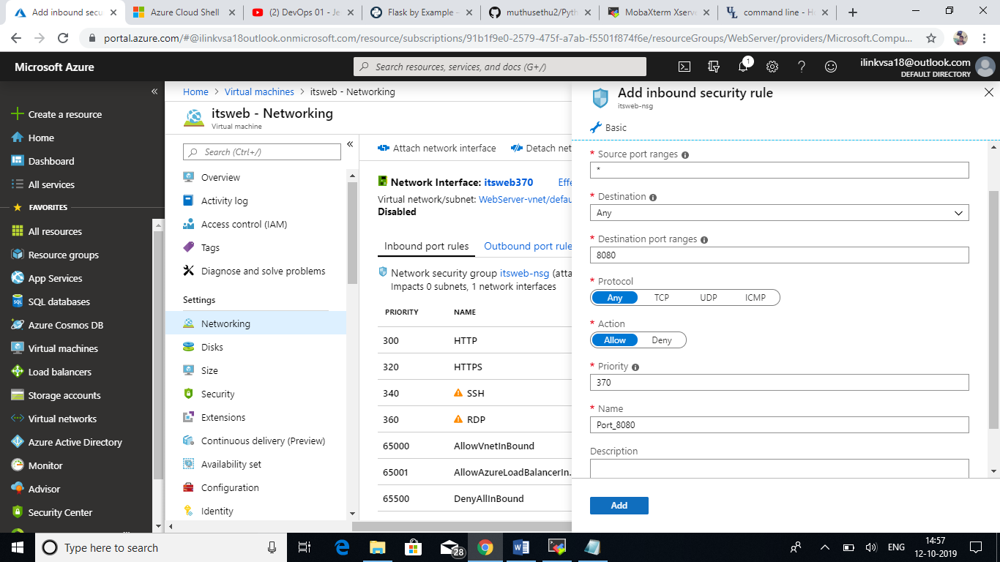 Add inbound secu
Azure Cloud Shell
(2) DevOps 01 - Je
Flask by Example –
muthusethu2/Pyth
MobaXterm Xserve
command line - H
portal.azure.com/#@ilinkvsa18outlook.onmicrosoft.com/resource/subscriptions/91b1f9e0-2579-475f-a7ab-f5501f874f6e/resourceGroups/WebServer/providers/Microsoft.Compu...
Microsoft Azure
Search resources, services, and docs (G+/)
1
ilinkvsa18@outlook.com
DEFAULT DIRECTORY
«
Create a resource
Home
Dashboard
All services
FAVORITES
All resources
Resource groups
App Services
SQL databases
Azure Cosmos DB
Virtual machines
Load balancers
Storage accounts
Virtual networks
Azure Active Directory
Monitor
Advisor
Security Center
Home > Virtual machines > itsweb - Networking
itsweb - Networking
Virtual machine
Search (Ctrl+/)
«
Overview
Activity log
Access control (IAM)
Tags
Diagnose and solve problems
Settings
Networking
Disks
Size
Security
Extensions
Continuous delivery (Preview)
Availability set
Configuration
Identity
Attach network interface
Detach net
Network Interface: itsweb370 Effe
Virtual network/subnet: WebServer-vnet/defau
Disabled
Inbound port rules
Outbound port rule
Network security group itsweb-nsg (atta
Impacts 0 subnets, 1 network interfaces
PRIORITY NAME
300 HTTP
320 HTTPS
340 SSH
360 RDP
65000 AllowVnetInBound
65001 AllowAzureLoadBalancerIn...
65500 DenyAllInBound
Add inbound security rule
itsweb-nsg
Basic
* Source port ranges
*
* Destination
Any
* Destination port ranges
8080
* Protocol
Any TCP UDP ICMP
* Action
Allow Deny
* Priority
370
* Name
Port_8080
Description
Add
Type here to search
28
ENG
14:57
12-10-2019